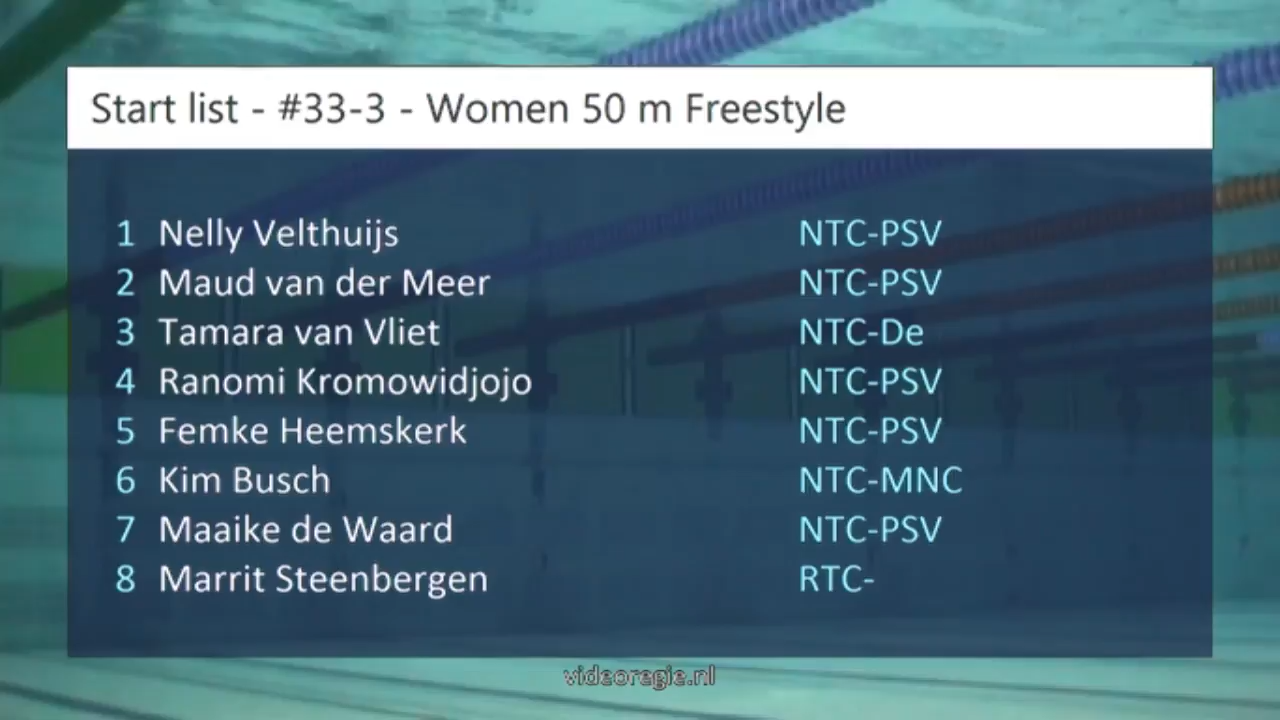 Start list - #33-3 - Women 50 m Freestyle
1 Nelly Velthuijs NTC-PSV
2 Maud van der Meer NTC-PSV
3 Tamara van Vliet NTC-De
4 Ranomi Kromowidjojo NTC-PSV
5 Femke Heemskerk NTC-PSV
6 Kim Busch NTC-MNC
7 Maaike de Waard NTC-PSV
8 Marrit Steenbergen RTC-
videoregie.nl